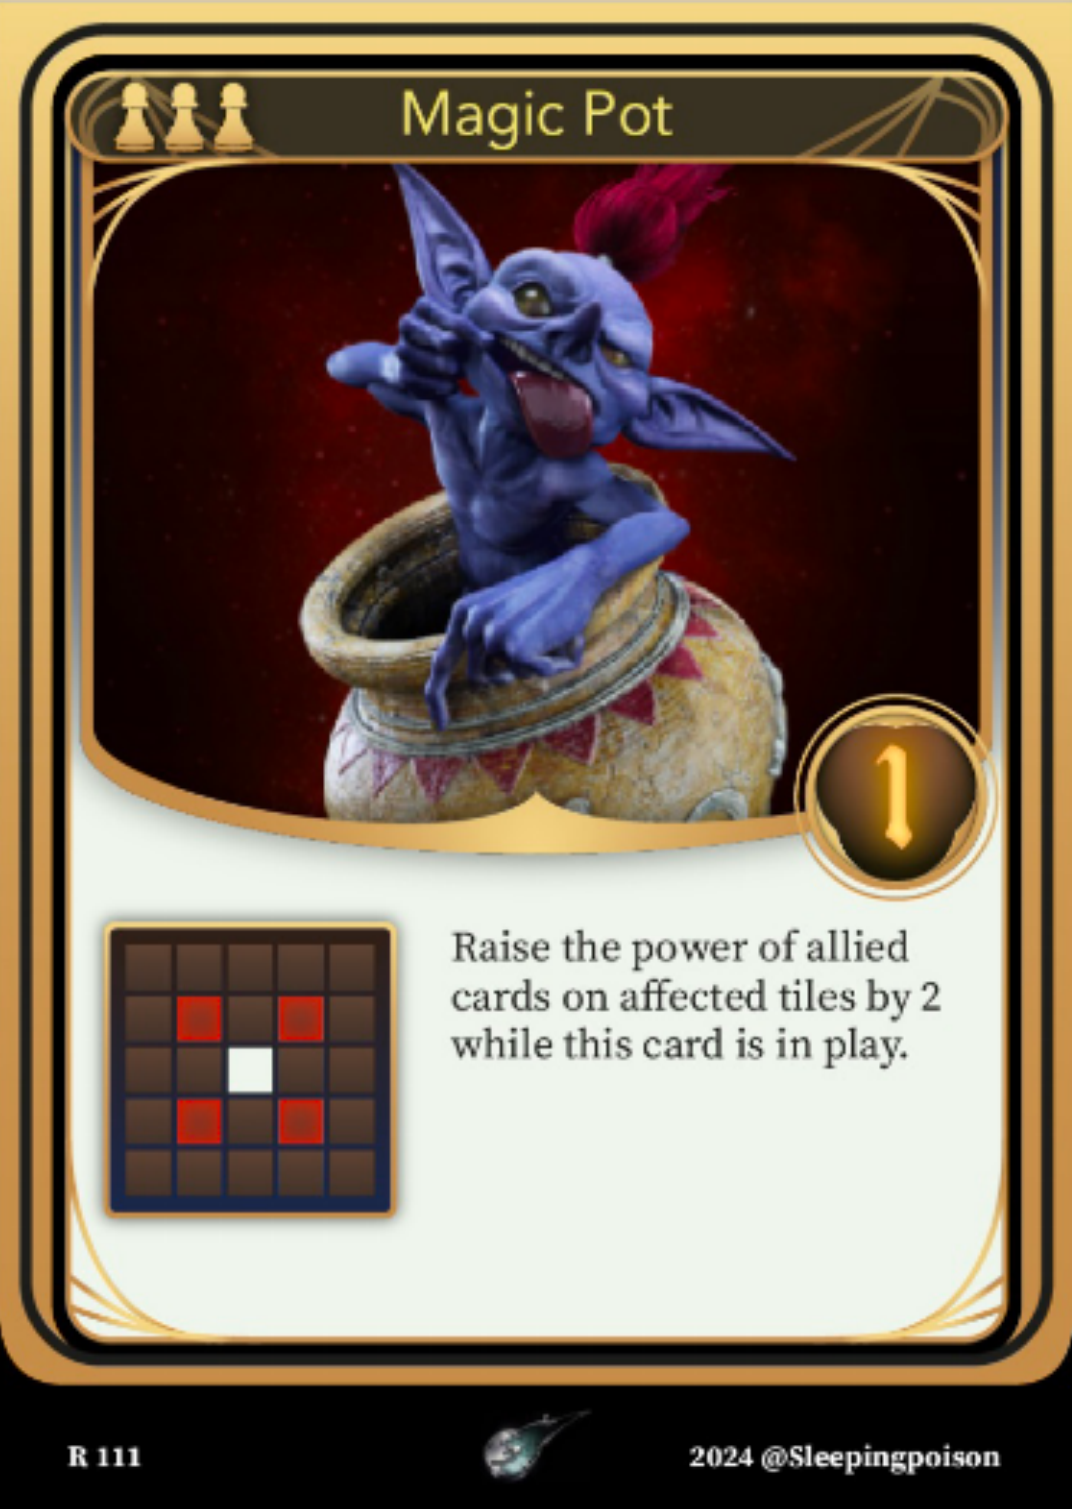 Magic Pot
1
Raise the power of allied
cards on affected tiles by 2
while this card is in play.
R 111
2024 @Sleepingpoison